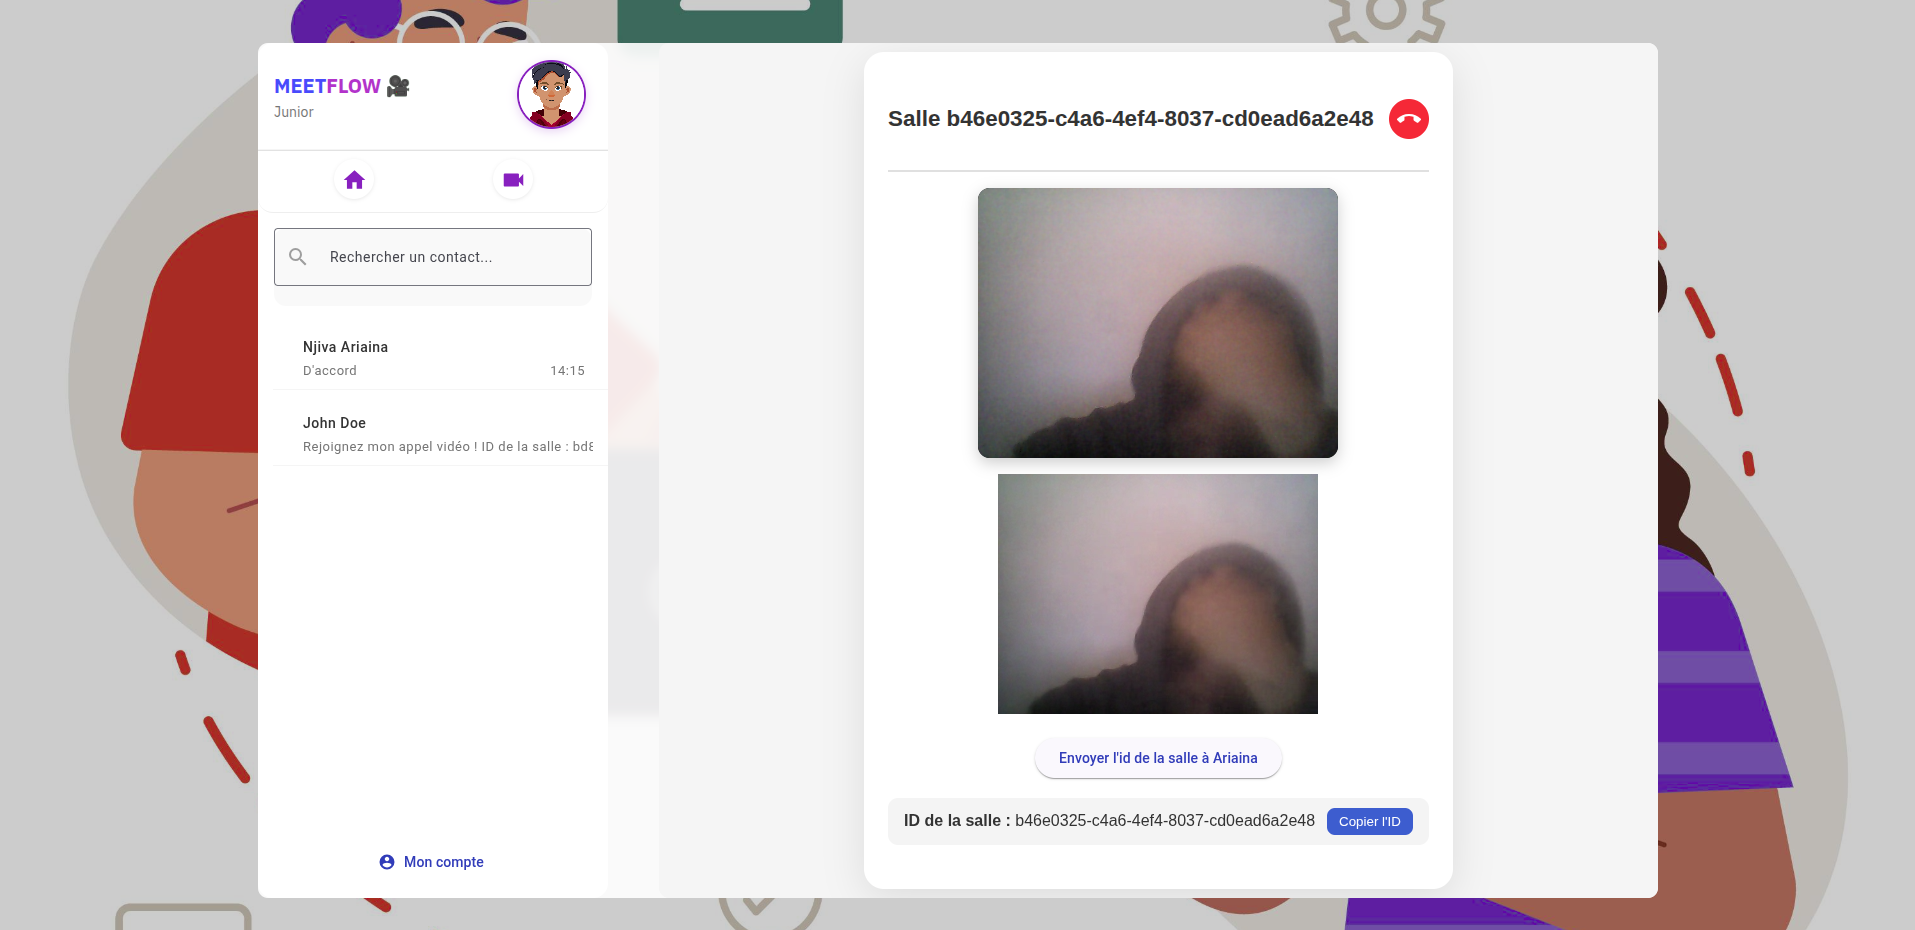 MEETFLOW
Junior
Rechercher un contact...
Njiva Ariaina
D'accord 14:15
John Doe
Rejoignez mon appel vidéo ! ID de la salle : bd8
Mon compte
Salle b46e0325-c4a6-4ef4-8037-cd0ead6a2e48
Envoyer l'id de la salle à Ariaina
ID de la salle : b46e0325-c4a6-4ef4-8037-cd0ead6a2e48 Copier l'ID